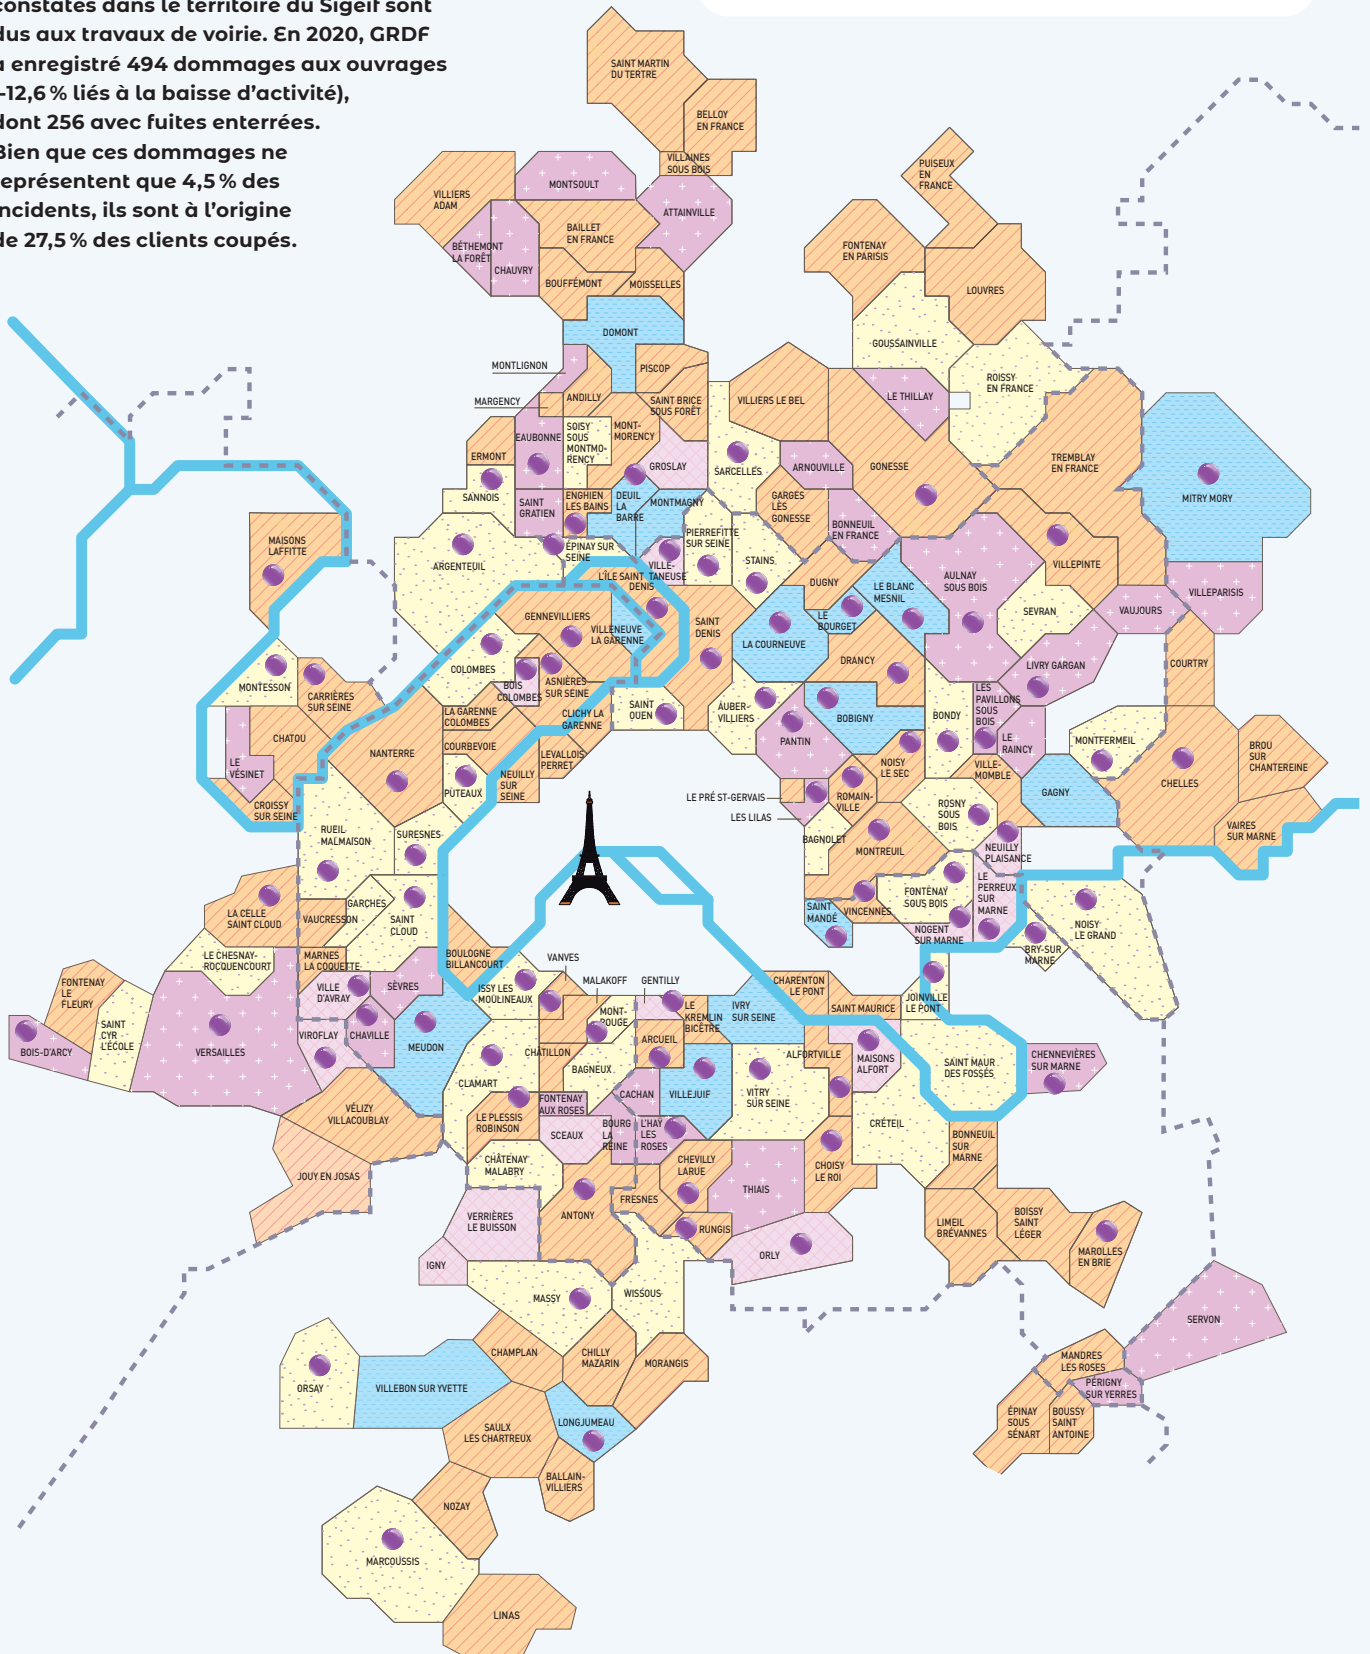 constatés dans le territoire du Sigeif sont
dus aux travaux de voirie. En 2020, GRDF
a enregistré 494 dommages aux ouvrages
(-12,6 % liés à la baisse d’activité),
dont 256 avec fuites enterrées.
Bien que ces dommages ne
représentent que 4,5 % des
incidents, ils sont à l’origine
de 27,5 % des clients coupés.
SAINT MARTIN
DU TERTRE
BELLOY
EN FRANCE
VILLAINES
SOUS BOIS
MONTSOULT
VILLIERS
ADAM
ATTAINVILLE
BAILLET
EN FRANCE
BÉTHEMONT
LA FORÊT
CHAUVRY
BOUFFÉMONT
MOISSELLES
PUISEUX
EN
FRANCE
FONTENAY
EN PARISIS
LOUVRES
DOMONT
GOUSSAINVILLE
MONTLIGNON
PISCOP
ROISSY
EN FRANCE
MARGENCY
ANDILLY
SAINT BRICE
SOUS FORÊT
VILLIERS LE BEL
LE THILLAY
EAUBONNE
SOISY
SOUS
MONTMO-
RENCY
MONT-
MORENCY
ERMONT
GROSLAY
SARCELLES
ARNOUVILLE
GONESSE
TREMBLAY
EN FRANCE
MITRY MORY
SANNOIS
SAINT
GRATIEN
ENGHIEN
LES BAINS
DEUIL
LA
BARRE
MONTMAGNY
GARGES
LÈS
GONESSE
BONNEUIL
EN FRANCE
MAISONS
LAFFITTE
ARGENTEUIL
ÉPINAY SUR
SEINE
VILLE-
TANEUSE
PIERREFITTE
SUR SEINE
STAINS
L’ÎLE SAINT
DENIS
DUGNY
LE BLANC
MESNIL
AULNAY
SOUS BOIS
VILLEPINTE
VILLEPARISIS
SEVRAN
VAUJOURS
GENNEVILLIERS
VILLENEUVE
LA GARENNE
SAINT
DENIS
LE
BOURGET
LA COURNEUVE
DRANCY
COURTRY
LIVRY GARGAN
COLOMBES
BOIS
COLOMBES
ASNIÈRES
SUR SEINE
MONTESSON
CARRIÈRES
SUR SEINE
LA GARENNE
COLOMBES
CLICHY LA
GARENNE
SAINT
OUEN
AUBER-
VILLIERS
BOBIGNY
BONDY
LES
PAVILLONS
SOUS
BOIS
LE
RAINCY
MONTFERMEIL
CHATOU
NANTERRE
COURBEVOIE
LEVALLOIS
PERRET
PANTIN
NOISY
LE SEC
VILLE-
MOMBLE
BROU
SUR
CHANTEREINE
LE
VÉSINET
PUTEAUX
NEUILLY
SUR
SEINE
LE PRÉ ST-GERVAIS
ROMAIN-
VILLE
GAGNY
CHELLES
CROISSY
SUR SEINE
LES LILAS
ROSNY
SOUS
BOIS
VAIRES
SUR MARNE
RUEIL
MALMAISON
SURESNES
BAGNOLET
MONTREUIL
NEUILLY
PLAISANCE
LA CELLE
SAINT CLOUD
VAUCRESSON
GARCHES
SAINT
CLOUD
SAINT
MANDÉ
VINCENNES
FONTENAY
SOUS BOIS
LE
PERREUX
SUR
MARNE
NOISY
LE GRAND
NOGENT
SUR MARNE
BRY-SUR
MARNE
LE CHESNAY-
ROCQUENCOURT
MARNES
LA COQUETTE
BOULOGNE
BILLANCOURT
VANVES
MALAKOFF
GENTILLY
CHARENTON
LE PONT
FONTENAY
LE
FLEURY
VILLE
D’AVRAY
SÈVRES
ISSY LES
MOULINEAUX
MONT-
ROUGE
LE
KREMLIN
BICÊTRE
IVRY
SUR SEINE
SAINT MAURICE
JOINVILLE
LE PONT
SAINT
CYR
L’ÉCOLE
BOIS-D’ARCY
VERSAILLES
VIROFLAY
CHAVILLE
MEUDON
CHÂTILLON
ARCUEIL
ALFORTVILLE
MAISONS
ALFORT
SAINT MAUR
DES FOSSÉS
CHENNEVIÈRES
SUR MARNE
CLAMART
BAGNEUX
CACHAN
VILLEJUIF
VITRY
SUR SEINE
VÉLIZY
VILLACOUBLAY
LE PLESSIS
ROBINSON
FONTENAY
AUX ROSES
SCEAUX
BOURG
LA
REINE
L’HAŸ
LES
ROSES
CRÉTEIL
JOUY EN JOSAS
CHÂTENAY
MALABRY
CHEVILLY
LARUE
CHOISY
LE ROI
BONNEUIL
SUR
MARNE
ANTONY
FRESNES
THIAIS
VERRIÈRES
LE BUISSON
RUNGIS
LIMEIL
BRÉVANNES
BOISSY
SAINT
LÉGER
MAROLLES
EN BRIE
IGNY
ORLY
MASSY
WISSOUS
SERVON
CHAMPLAN
CHILLY
MAZARIN
MORANGIS
MANDRES
LES ROSES
ORSAY
VILLEBON SUR YVETTE
PÉRIGNY
SUR YERRES
SAULX
LES CHARTREUX
LONGJUMEAU
ÉPINAY
SOUS
SÉNART
BOUSSY
SAINT
ANTOINE
BALLAIN-
VILLIERS
NOZAY
MARCOUSSIS
LINAS